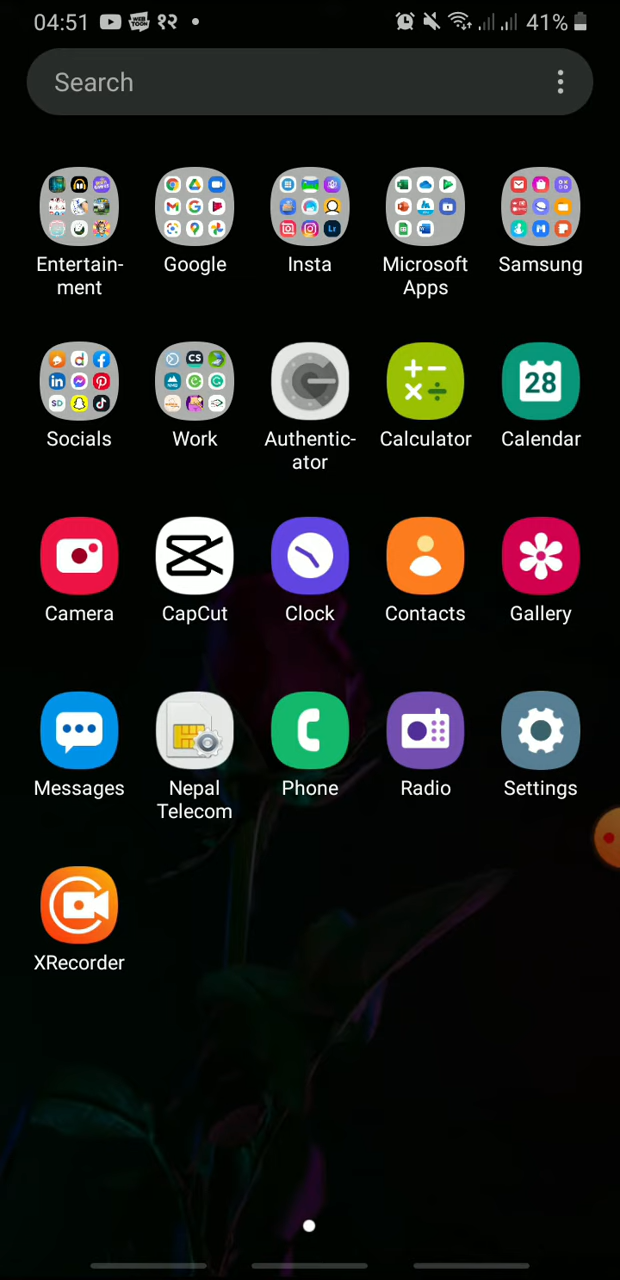 04:51 १२ 41%
Search
Entertain-
ment
Google
Insta
Microsoft
Apps
Samsung
Socials
Work
Authentic-
ator
Calculator
28
Calendar
Camera
CapCut
Clock
Contacts
Gallery
Messages
Nepal
Telecom
Phone
Radio
Settings
XRecorder